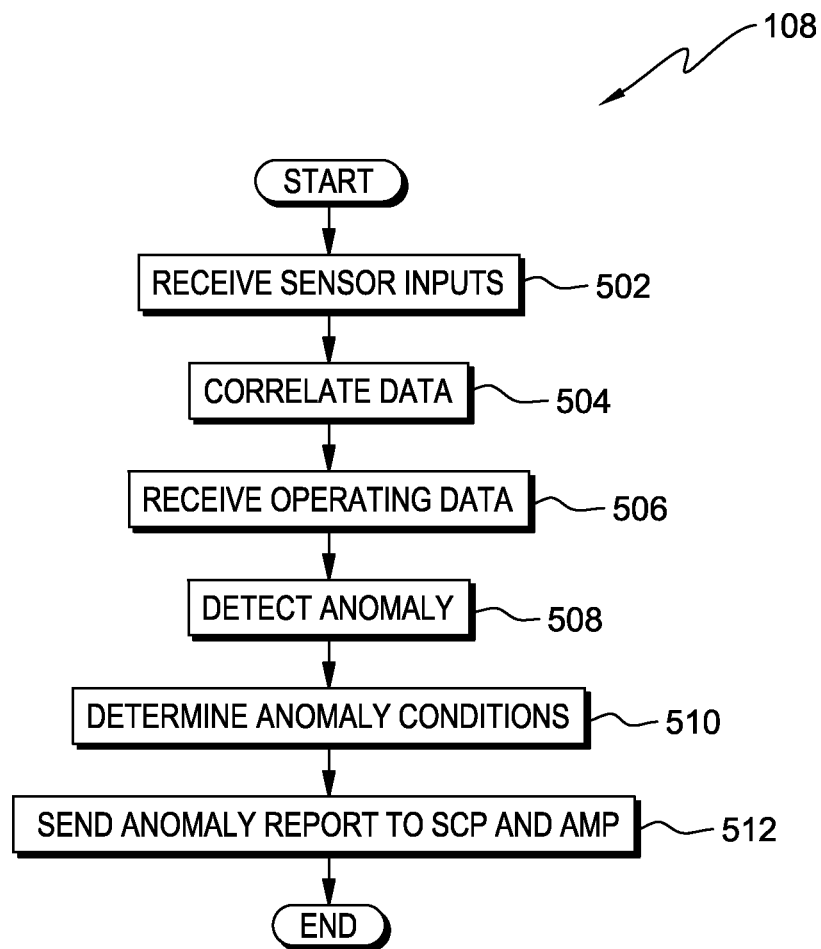 108
START
RECEIVE SENSOR INPUTS
502
CORRELATE DATA
504
RECEIVE OPERATING DATA
506
DETECT ANOMALY
508
DETERMINE ANOMALY CONDITIONS
510
SEND ANOMALY REPORT TO SCP AND AMP
512
END